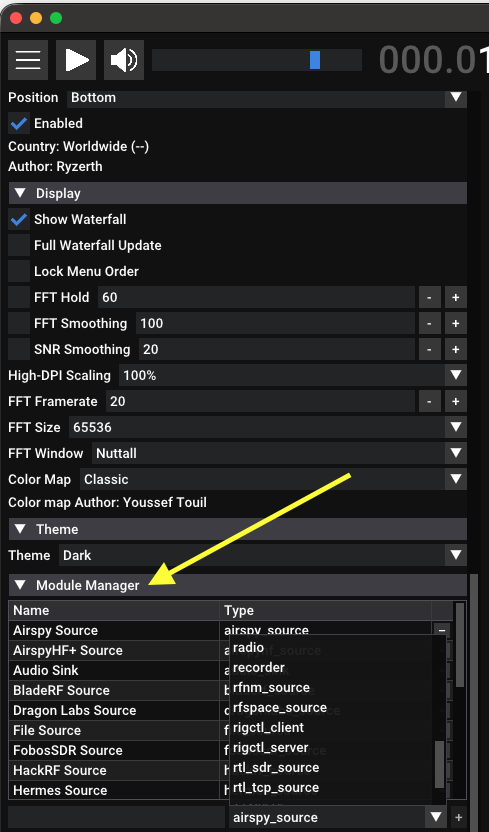 000.01
Position Bottom
Enabled
Country: Worldwide (--)
Author: Ryzerth
Display
Show Waterfall
Full Waterfall Update
Lock Menu Order
FFT Hold 60 - +
FFT Smoothing 100 - +
SNR Smoothing 20 - +
High-DPI Scaling 100%
FFT Framerate 20 - +
FFT Size 65536
FFT Window Nuttall
Color Map Classic
Color map Author: Youssef Touil
Theme
Theme Dark
Module Manager
Name Type
Airspy Source airspy_source -
AirspyHF+ Source
Audio Sink
BladeRF Source
Dragon Labs Source
File Source
FobosSDR Source
HackRF Source
Hermes Source
radio
recorder
rfnm_source
rfspace_source
rigctl_client
rigctl_server
rtl_sdr_source
rtl_tcp_source
airspy_source +